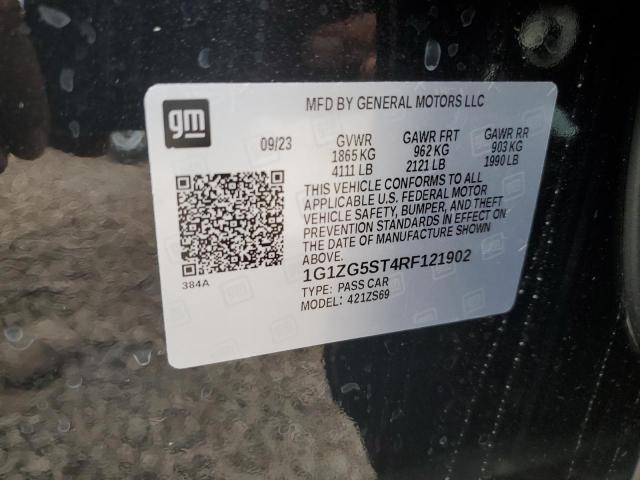 MFD BY GENERAL MOTORS LLC
gm
09/23 GVWR GAWR FRT GAWR RR
1865 KG 962 KG 903 KG
4111 LB 2121 LB 1990 LB
THIS VEHICLE CONFORMS TO ALL
APPLICABLE U.S. FEDERAL MOTOR
VEHICLE SAFETY, BUMPER, AND THEFT
PREVENTION STANDARDS IN EFFECT ON
THE DATE OF MANUFACTURE SHOWN
ABOVE.
384A
1G1ZG5ST4RF121902
TYPE: PASS CAR
MODEL: 421ZS69